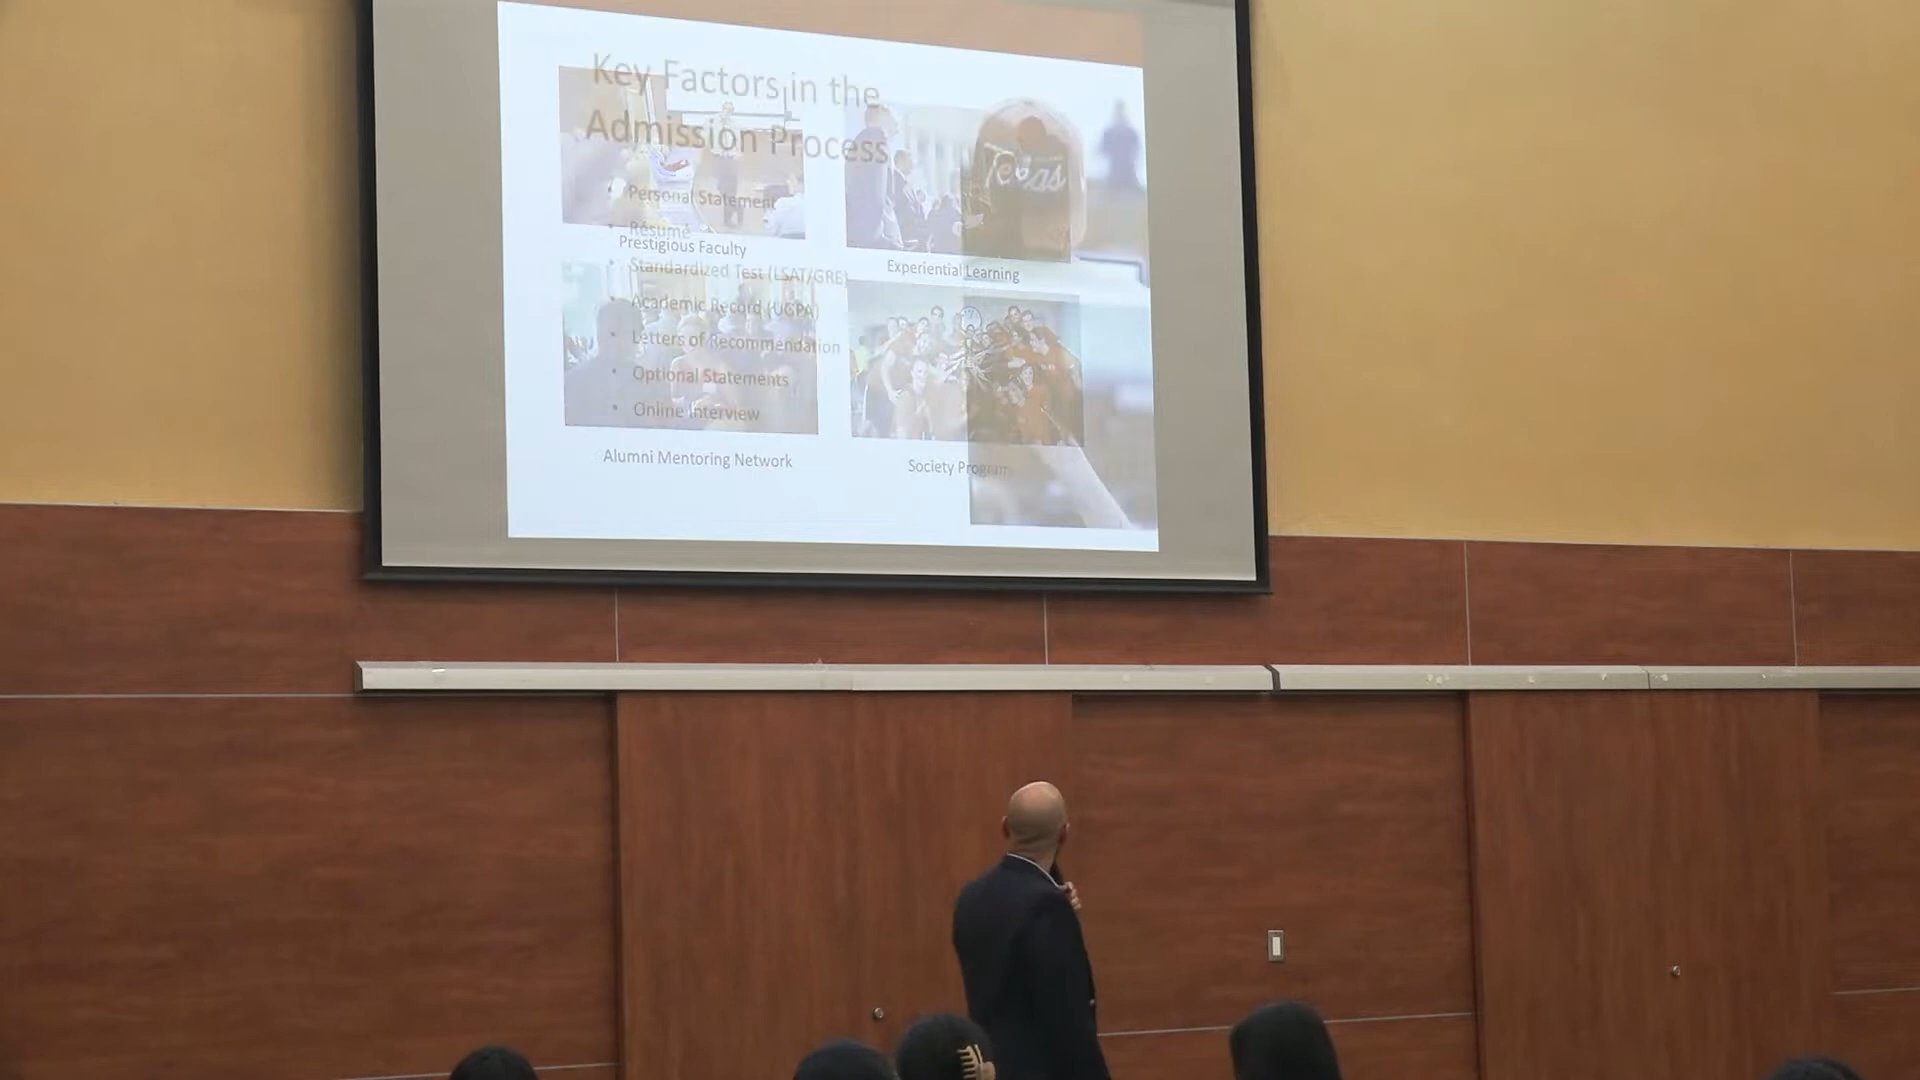 Key Factors in the
Admission Process
• Personal Statement
• Résumé
Prestigious Faculty
• Standardized Test (LSAT/GRE)
• Academic Record (UGPA)
• Letters of Recommendation
• Optional Statements
• Online Interview
Alumni Mentoring Network
Texas
Experiential Learning
Society Program